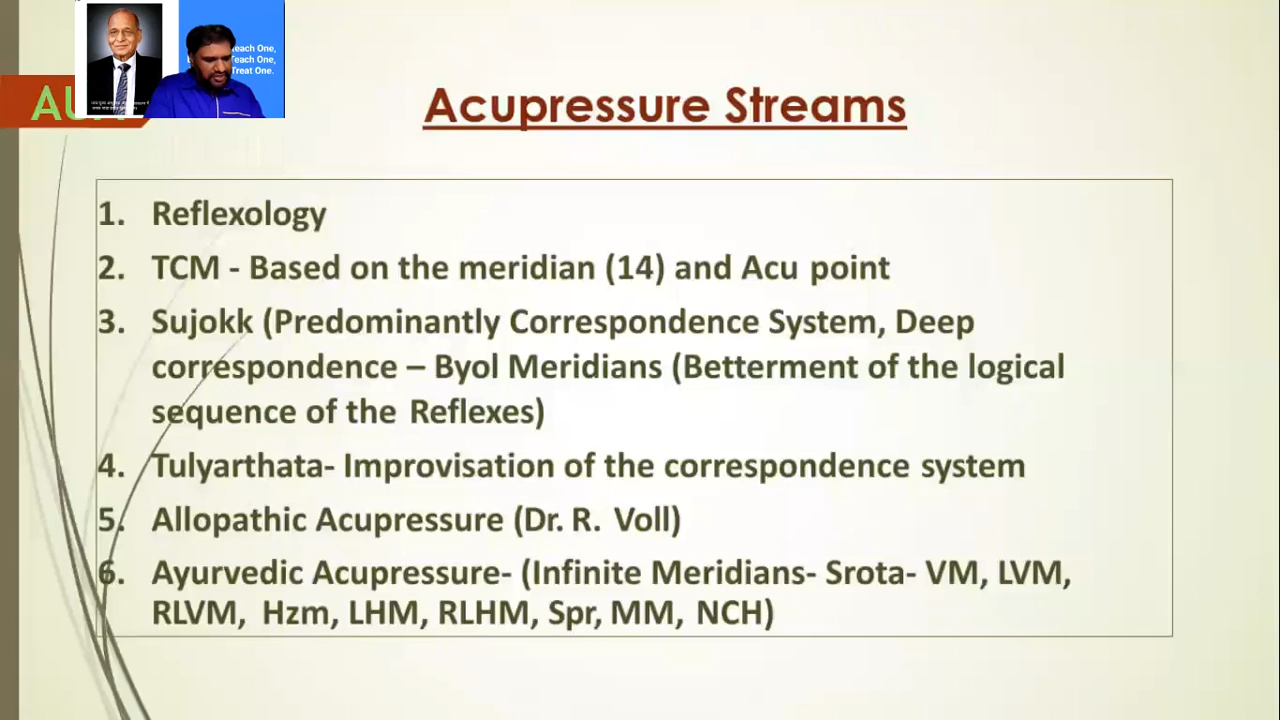 each One,
each One,
Treat One.
AU
Acupressure Streams
1. Reflexology
2. TCM - Based on the meridian (14) and Acu point
3. Sujokk (Predominantly Correspondence System, Deep
correspondence – Byol Meridians (Betterment of the logical
sequence of the Reflexes)
4. Tulyarthata- Improvisation of the correspondence system
5. Allopathic Acupressure (Dr. R. Voll)
6. Ayurvedic Acupressure- (Infinite Meridians- Srota- VM, LVM,
RLVM, Hzm, LHM, RLHM, Spr, MM, NCH)